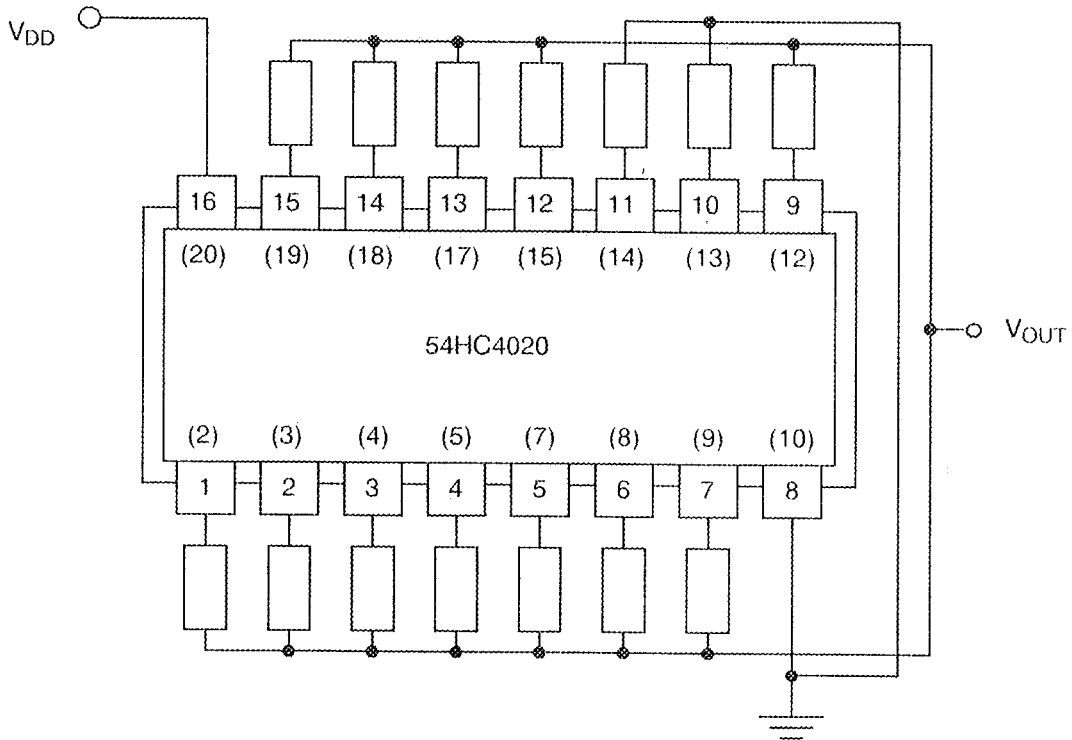 V_DD
16 15 14 13 12 11 10 9
(20) (19) (18) (17) (15) (14) (13) (12)
54HC4020
V_OUT
(2) (3) (4) (5) (7) (8) (9) (10)
1 2 3 4 5 6 7 8